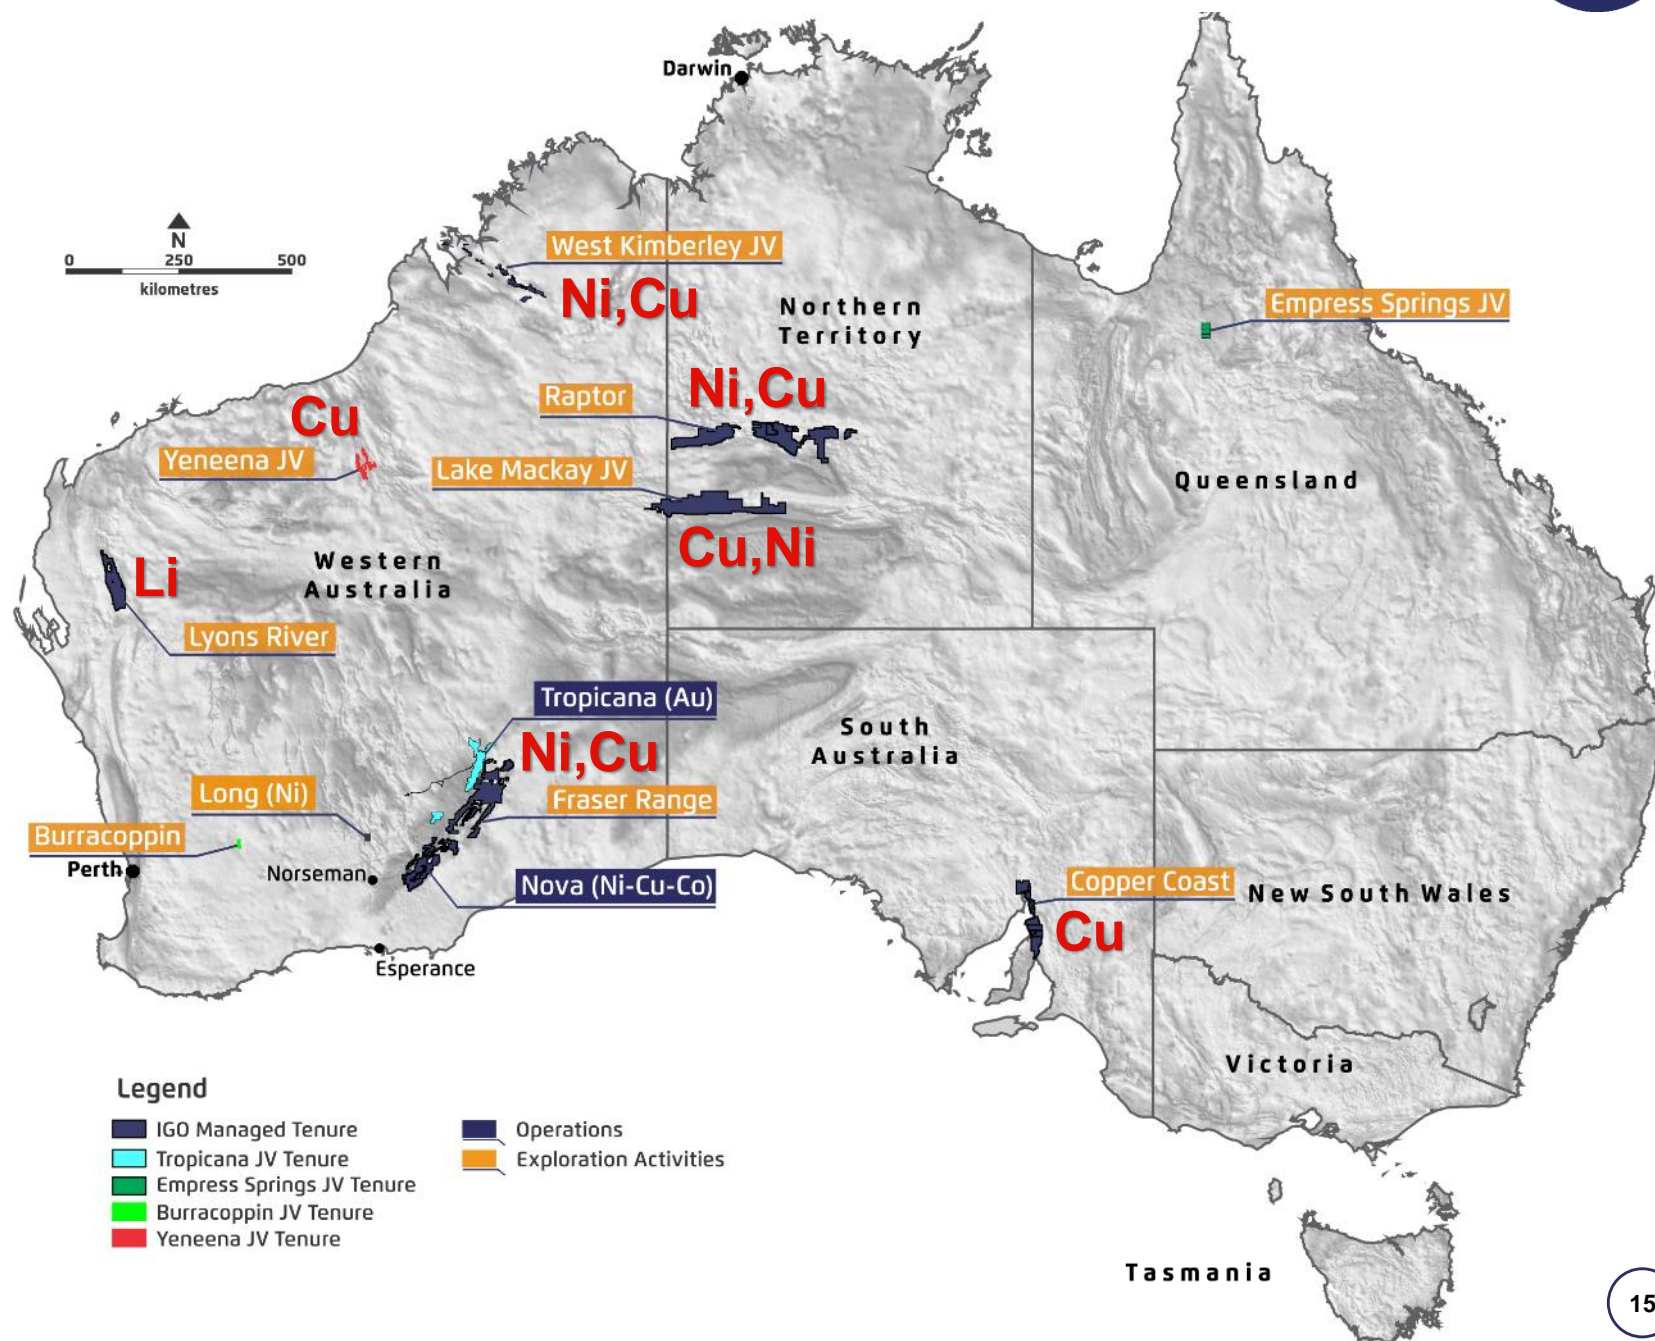 Darwin
N
0 250 500
kilometres
West Kimberley JV
Ni,Cu
Northern
Territory
Empress Springs JV
Raptor
Ni,Cu
Cu
Yeneena JV
Lake Mackay JV
Queensland
Cu,Ni
Western
Australia
Li
Lyons River
Tropicana (Au)
South
Australia
Ni,Cu
Long (Ni)
Fraser Range
Burracoppin
Perth
Norseman
Nova (Ni-Cu-Co)
Copper Coast
New South Wales
Cu
Esperance
Victoria
Legend
IGO Managed Tenure
Tropicana JV Tenure
Empress Springs JV Tenure
Burracoppin JV Tenure
Yeneena JV Tenure
Operations
Exploration Activities
Tasmania
15